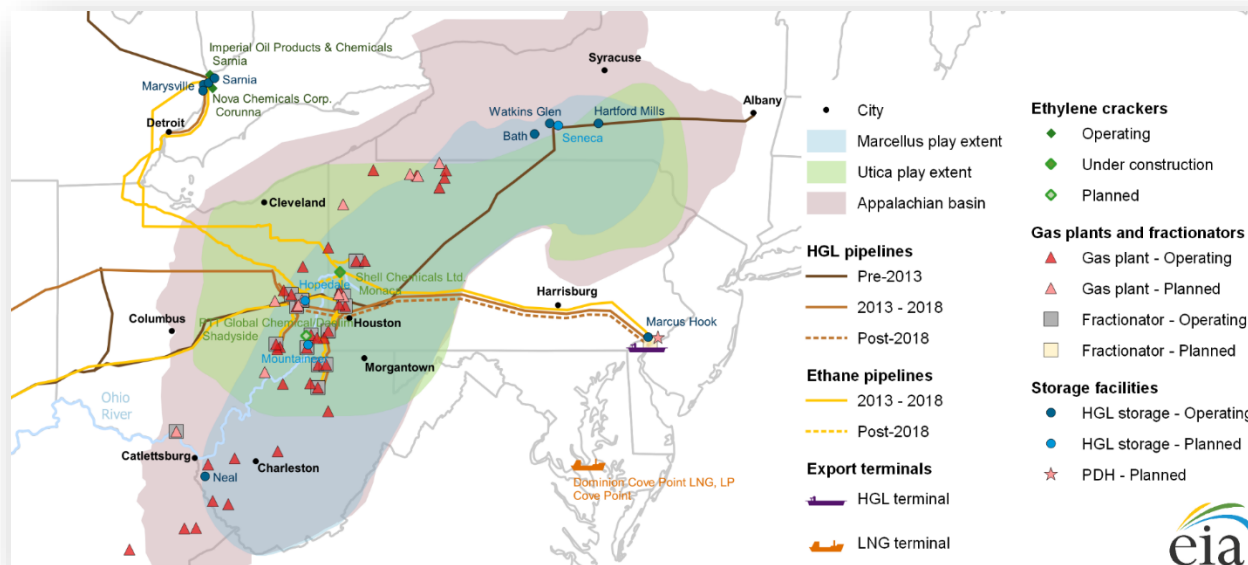 Imperial Oil Products & Chemicals
Sarnia
Marysville
Sarnia
Nova Chemicals Corp.
Corunna
Detroit
Syracuse
Watkins Glen
Hartford Mills
Albany
Bath
Seneca
Cleveland
Shell Chemicals Ltd.
Monaca
Hopedale
Harrisburg
Columbus
PTT Global Chemical/Daelim
Shadyside
Houston
Marcus Hook
Mountaineer
Morgantown
Ohio
River
Catlettsburg
Charleston
Neal
Dominion Cove Point LNG, LP
Cove Point
City
Marcellus play extent
Utica play extent
Appalachian basin
HGL pipelines
Pre-2013
2013 - 2018
Post-2018
Ethane pipelines
2013 - 2018
Post-2018
Export terminals
HGL terminal
LNG terminal
Ethylene crackers
Operating
Under construction
Planned
Gas plants and fractionators
Gas plant - Operating
Gas plant - Planned
Fractionator - Operating
Fractionator - Planned
Storage facilities
HGL storage - Operating
HGL storage - Planned
PDH - Planned
eia